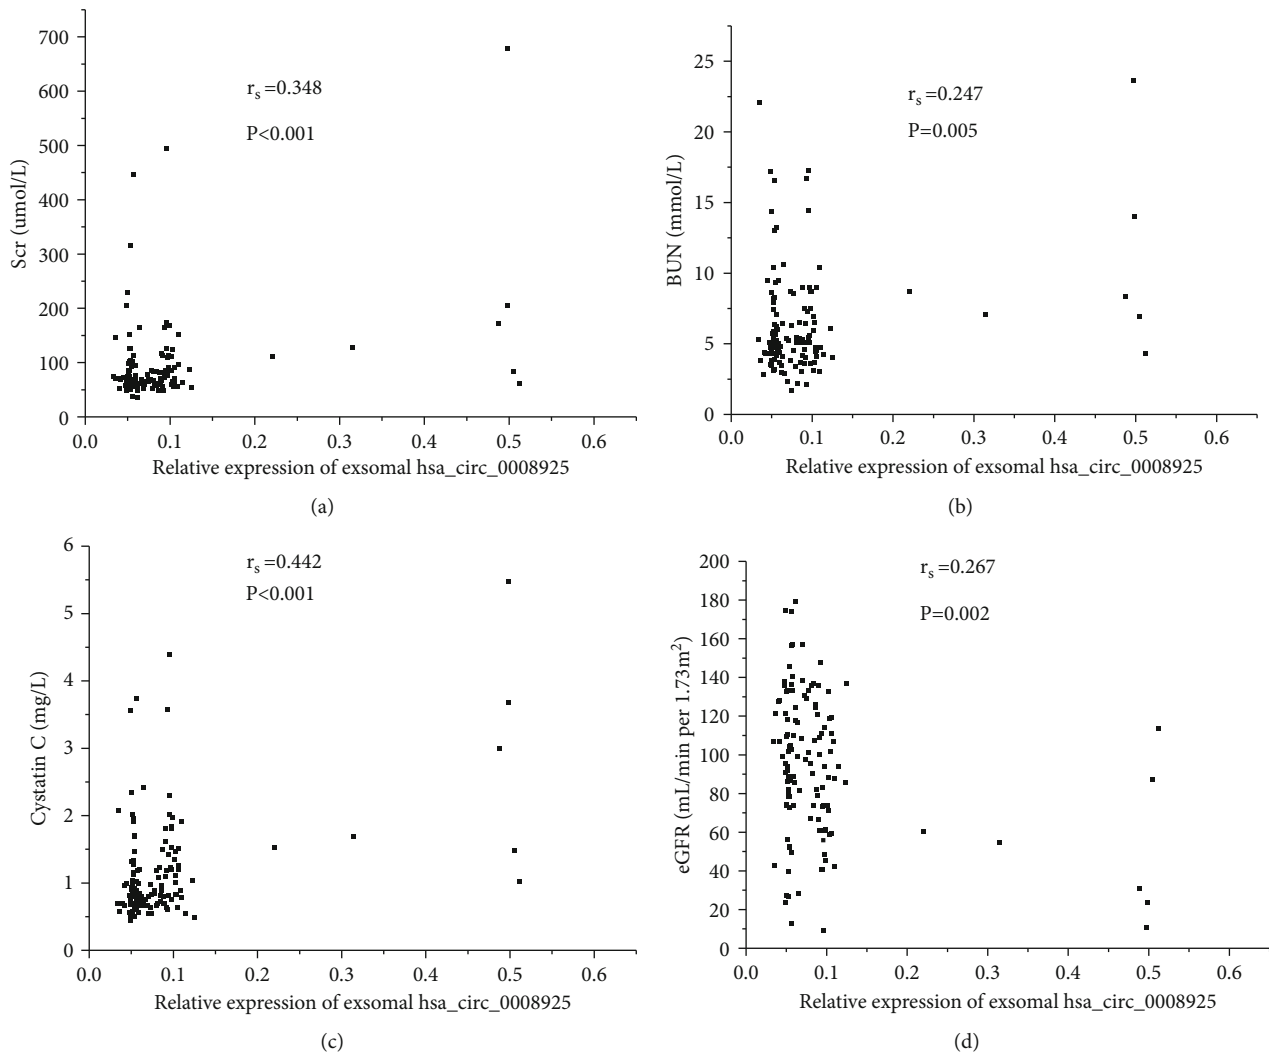 700
600
500
400
300
200
100
0
Scr (umol/L)
r_s=0.348
P<0.001
0.0 0.1 0.2 0.3 0.4 0.5 0.6
Relative expression of exsomal hsa_circ_0008925
(a)
25
20
15
10
5
0
BUN (mmol/L)
r_s=0.247
P=0.005
0.0 0.1 0.2 0.3 0.4 0.5 0.6
Relative expression of exsomal hsa_circ_0008925
(b)
6
5
4
3
2
1
0
Cystatin C (mg/L)
r_s=0.442
P<0.001
0.0 0.1 0.2 0.3 0.4 0.5 0.6
Relative expression of exsomal hsa_circ_0008925
(c)
200
180
160
140
120
100
80
60
40
20
0
eGFR (mL/min per 1.73m²)
r_s=0.267
P=0.002
0.0 0.1 0.2 0.3 0.4 0.5 0.6
Relative expression of exsomal hsa_circ_0008925
(d)